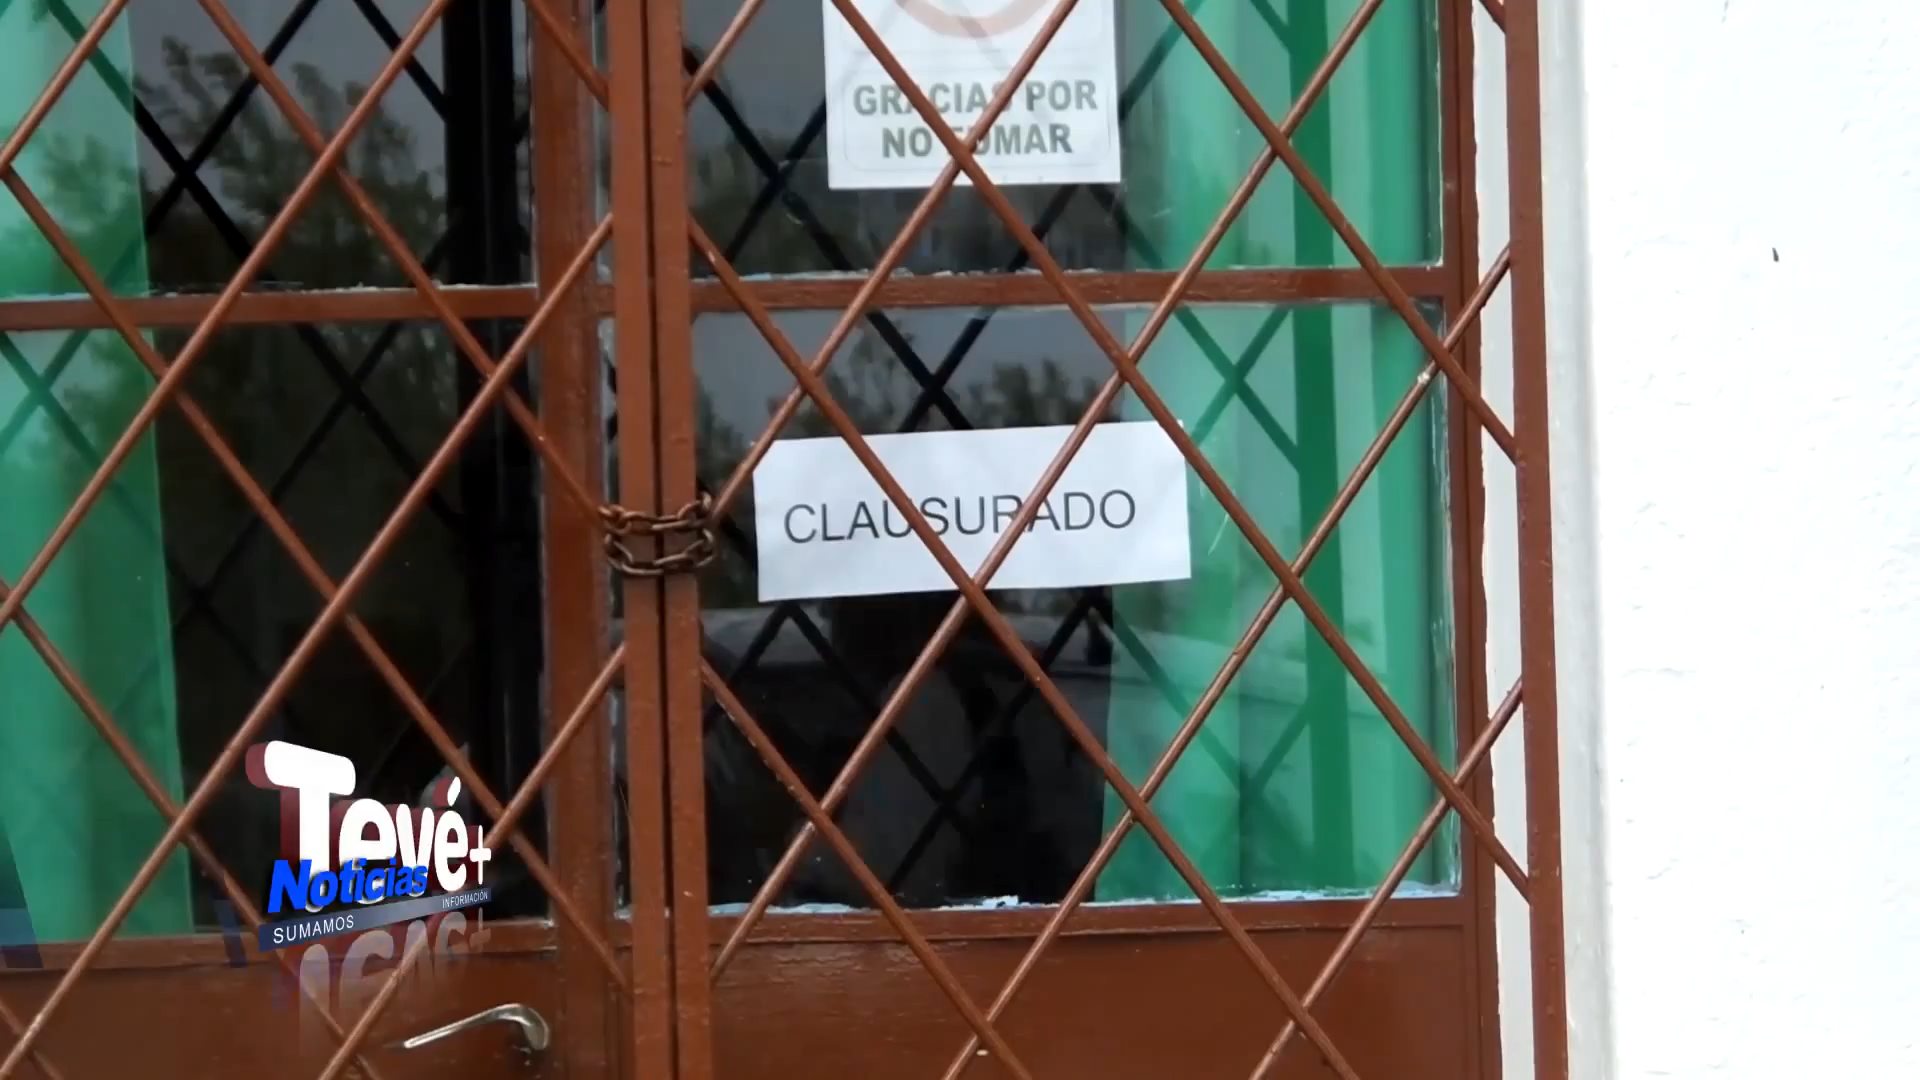 GRACIAS POR
NO FUMAR
CLAUSURADO
Tevé+
Noticias
INFORMACIÓN
SUMAMOS